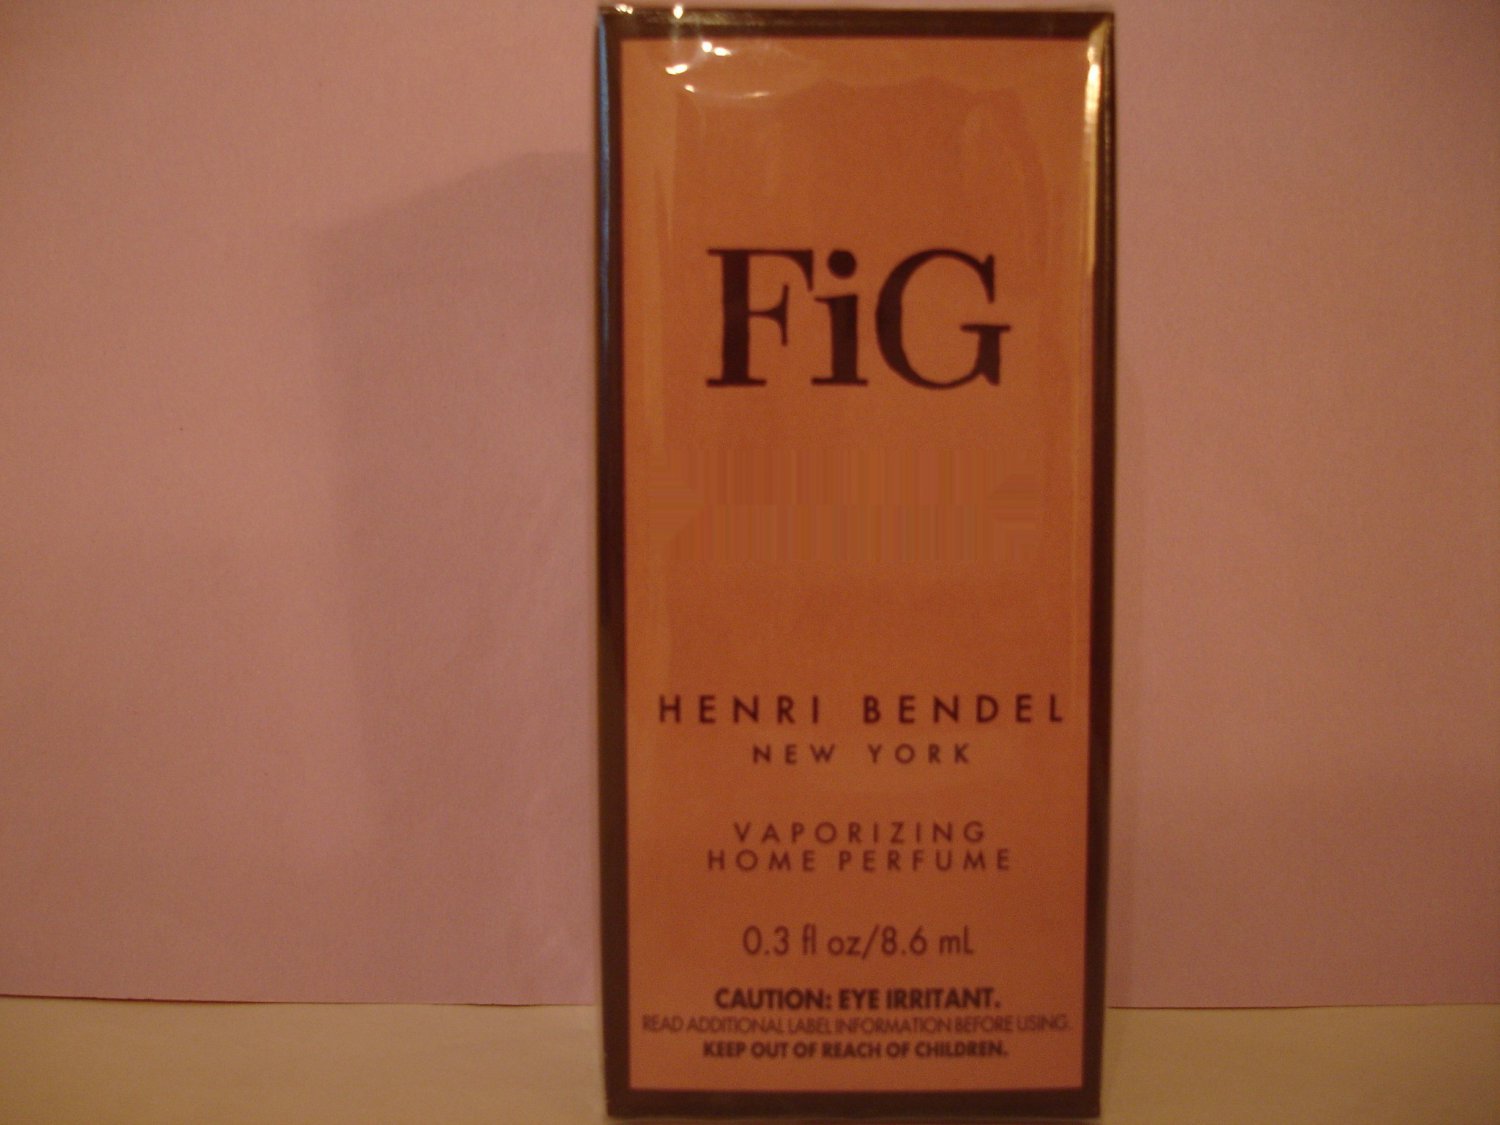 FiG
HENRI BENDEL
NEW YORK
VAPORIZING
HOME PERFUME
0.3 fl oz/8.6 mL
CAUTION: EYE IRRITANT.
READ ADDITIONAL LABEL INFORMATION BEFORE USING.
KEEP OUT OF REACH OF CHILDREN.